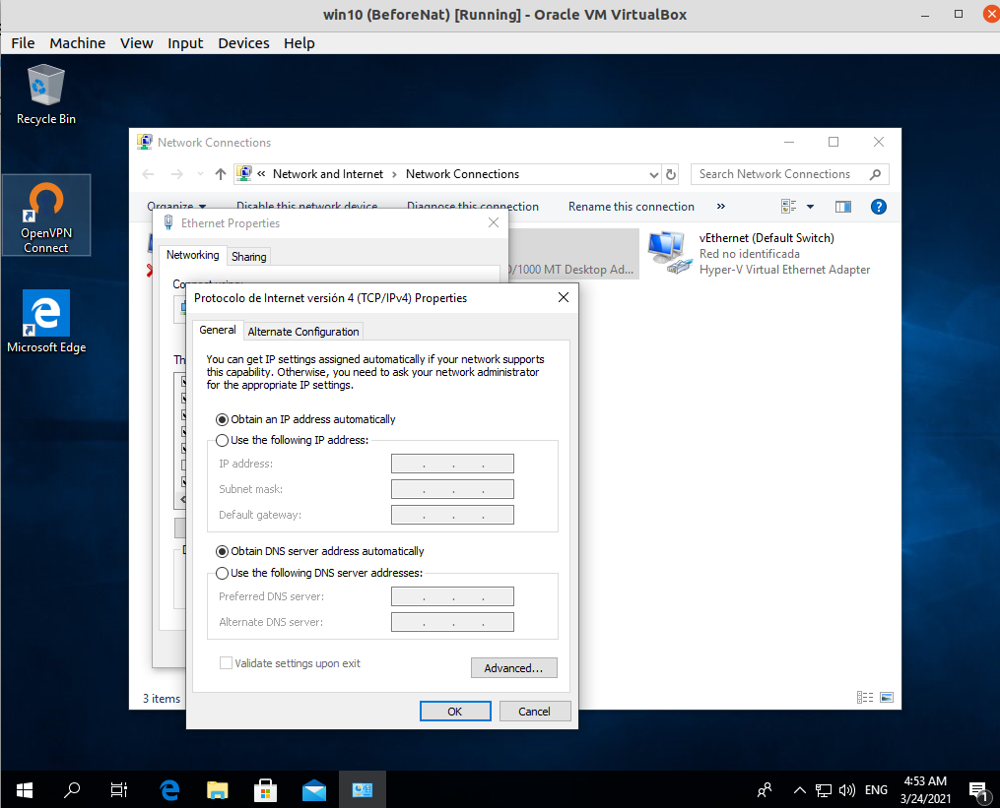 win10 (BeforeNat) [Running] - Oracle VM VirtualBox
File Machine View Input Devices Help
Recycle Bin
OpenVPN
Connect
Microsoft Edge
Network Connections
« Network and Internet › Network Connections
Search Network Connections
Organize Disable this network device Diagnose this connection Rename this connection »
Ethernet Properties
Networking Sharing
Connect using:
/1000 MT Desktop Ad...
vEthernet (Default Switch)
Red no identificada
Hyper-V Virtual Ethernet Adapter
Protocolo de Internet versión 4 (TCP/IPv4) Properties
General Alternate Configuration
You can get IP settings assigned automatically if your network supports
this capability. Otherwise, you need to ask your network administrator
for the appropriate IP settings.
Obtain an IP address automatically
Use the following IP address:
IP address:
Subnet mask:
Default gateway:
Obtain DNS server address automatically
Use the following DNS server addresses:
Preferred DNS server:
Alternate DNS server:
Validate settings upon exit
Advanced...
OK Cancel
3 items
ENG
4:53 AM
3/24/2021
1